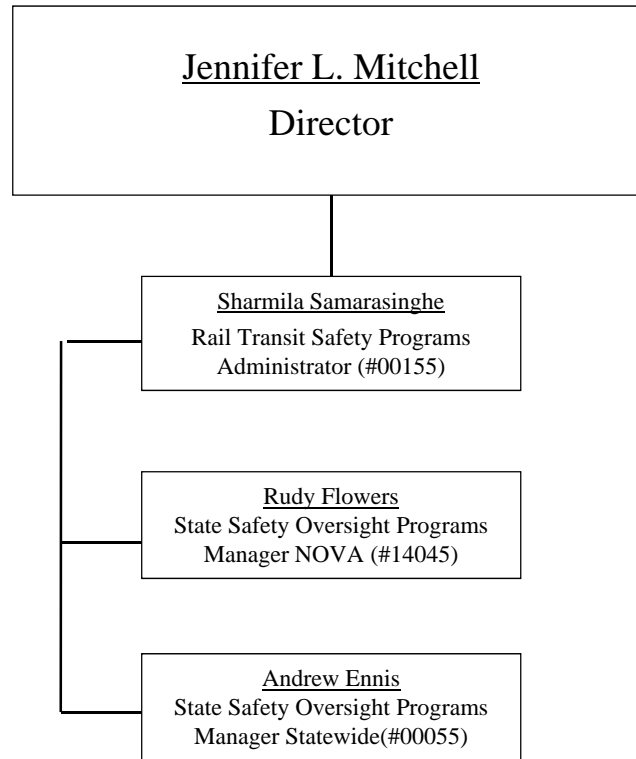 Jennifer L. Mitchell
Director
Sharmila Samarasinghe
Rail Transit Safety Programs
Administrator (#00155)
Rudy Flowers
State Safety Oversight Programs
Manager NOVA (#14045)
Andrew Ennis
State Safety Oversight Programs
Manager Statewide(#00055)